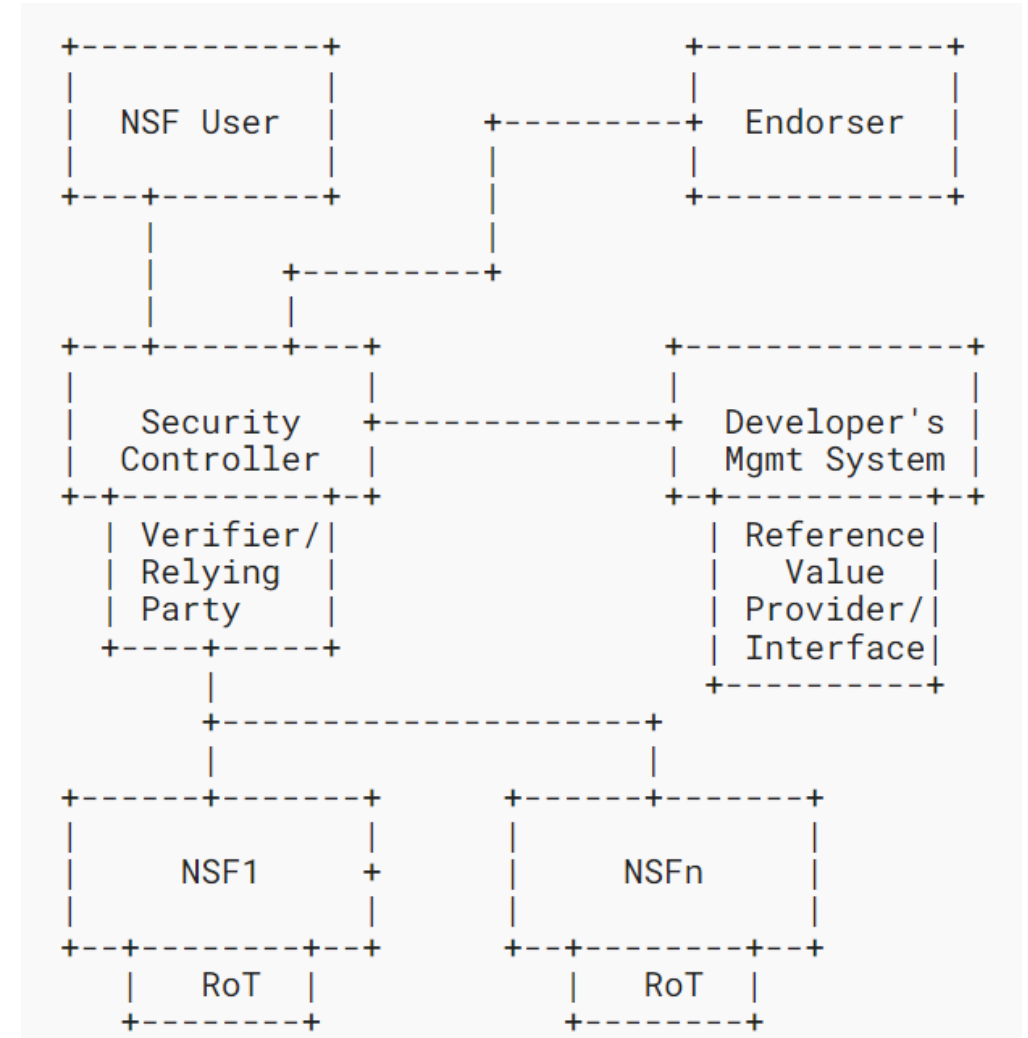 NSF User
Endorser
Security
Controller
Developer's
Mgmt System
Verifier/
Relying
Party
Reference
Value
Provider/
Interface
NSF1
NSFn
RoT
RoT